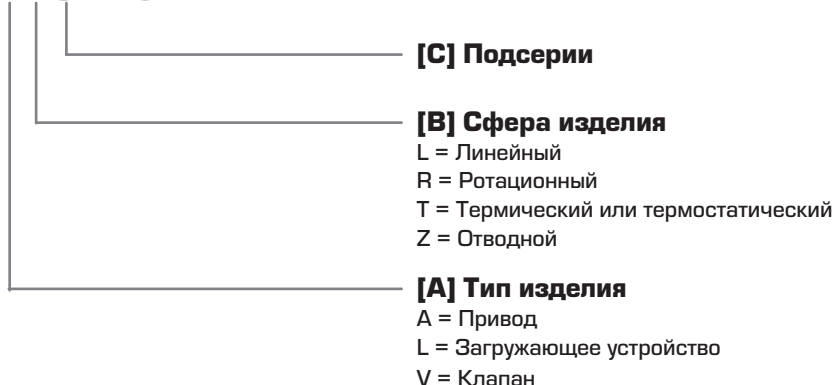 [C] Подсерии
[B] Сфера изделия
L = Линейный
R = Ротационный
T = Термический или термостатический
Z = Отводной
[A] Тип изделия
A = Привод
L = Загружающее устройство
V = Клапан